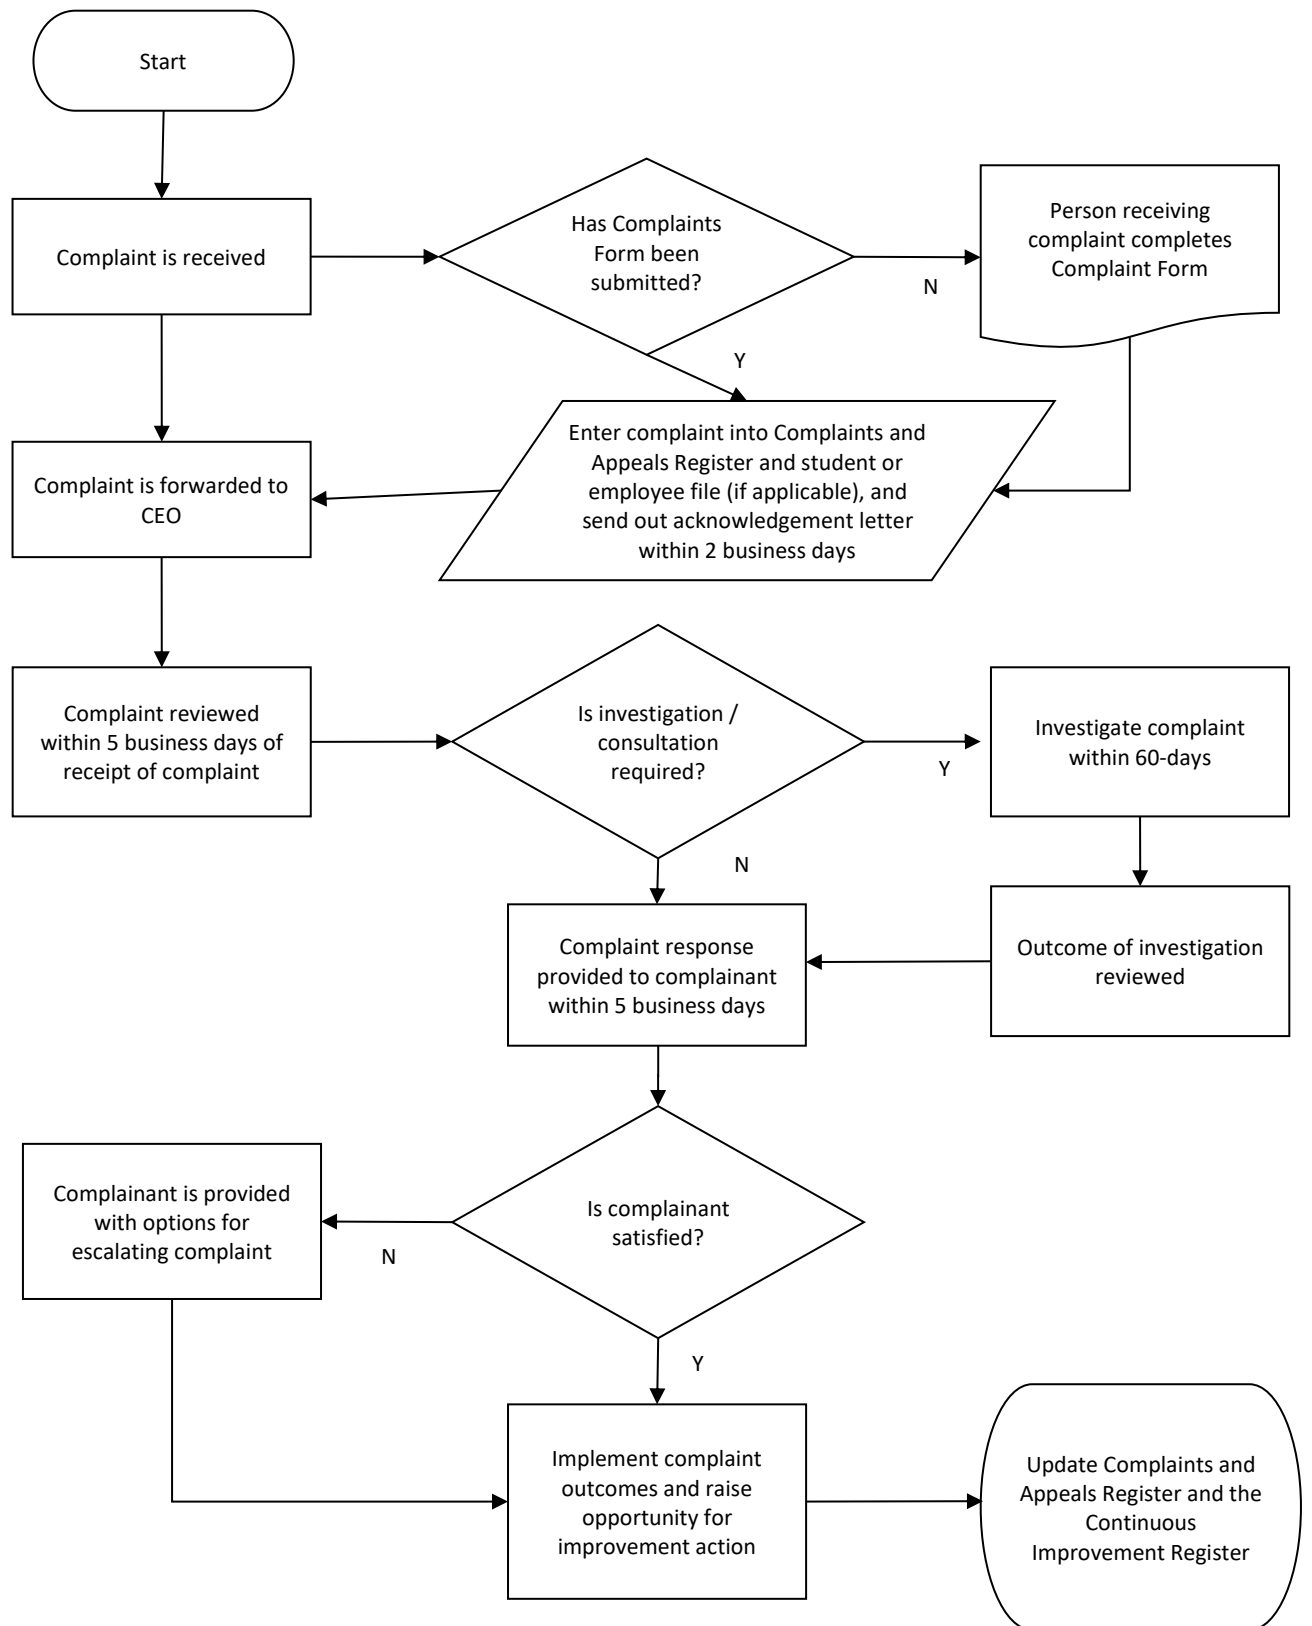 Start
Complaint is received
Has Complaints
Form been
submitted?
N
Person receiving
complaint completes
Complaint Form
Y
Enter complaint into Complaints and
Appeals Register and student or
employee file (if applicable), and
send out acknowledgement letter
within 2 business days
Complaint is forwarded to
CEO
Complaint reviewed
within 5 business days of
receipt of complaint
Is investigation /
consultation
required?
Y
Investigate complaint
within 60-days
N
Complaint response
provided to complainant
within 5 business days
Outcome of investigation
reviewed
Complainant is provided
with options for
escalating complaint
N
Is complainant
satisfied?
Y
Implement complaint
outcomes and raise
opportunity for
improvement action
Update Complaints and
Appeals Register and the
Continuous
Improvement Register